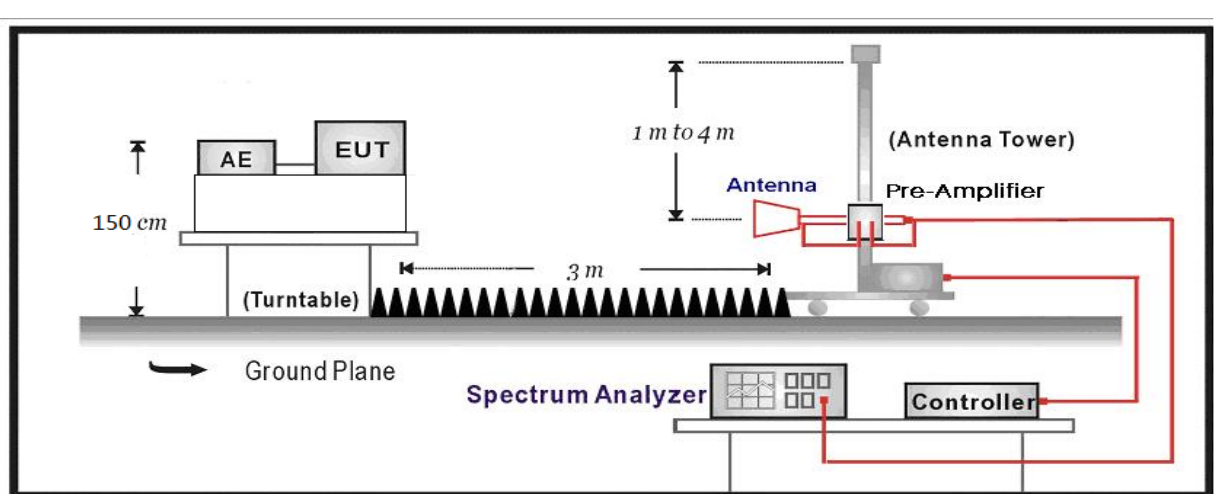 1 m to 4 m
(Antenna Tower)
AE
EUT
Antenna
Pre-Amplifier
150 cm
3 m
(Turntable)
Ground Plane
Spectrum Analyzer
Controller